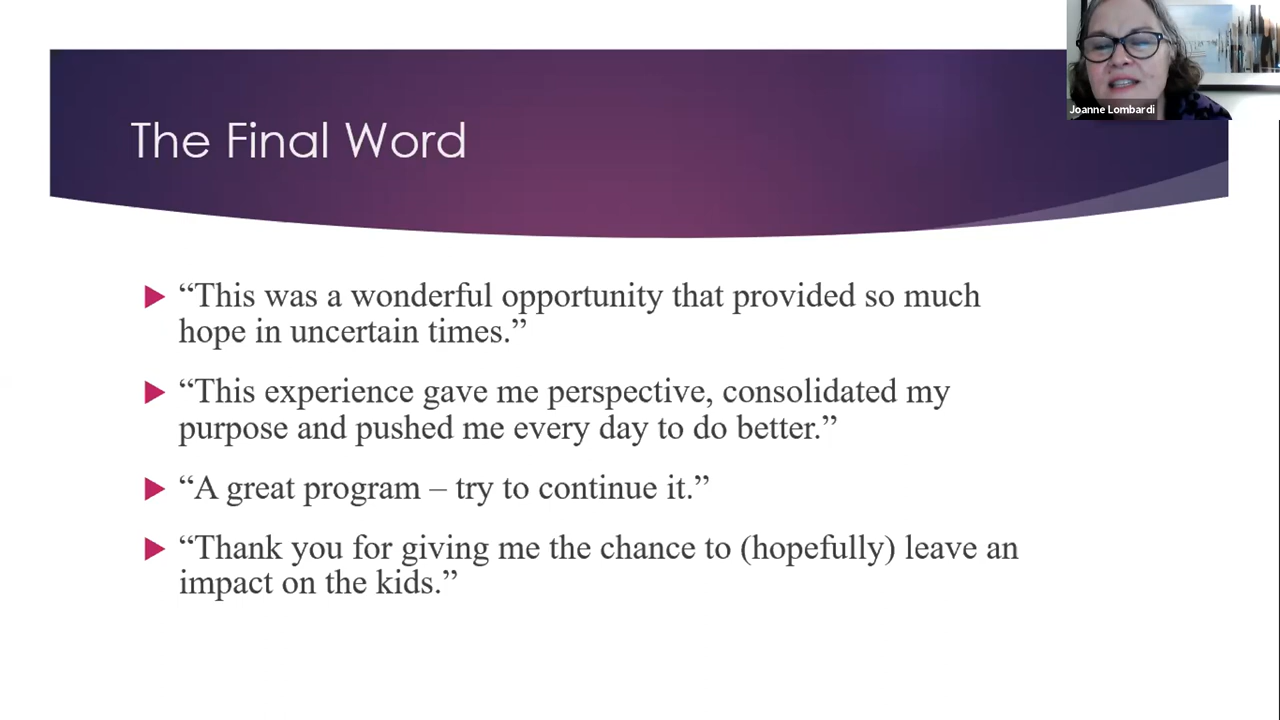 Joanne Lombardi
The Final Word
“This was a wonderful opportunity that provided so much
hope in uncertain times.”
“This experience gave me perspective, consolidated my
purpose and pushed me every day to do better.”
“A great program – try to continue it.”
“Thank you for giving me the chance to (hopefully) leave an
impact on the kids.”